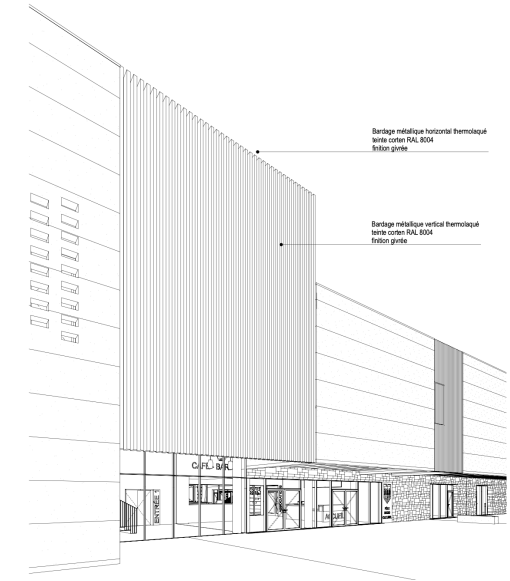 Bardage métallique horizontal thermolaqué
teinte corten RAL 8004
finition givrée
Bardage métallique vertical thermolaqué
teinte corten RAL 8004
finition givrée
CAFE - BAR
ENTRÉE
ACCUEIL